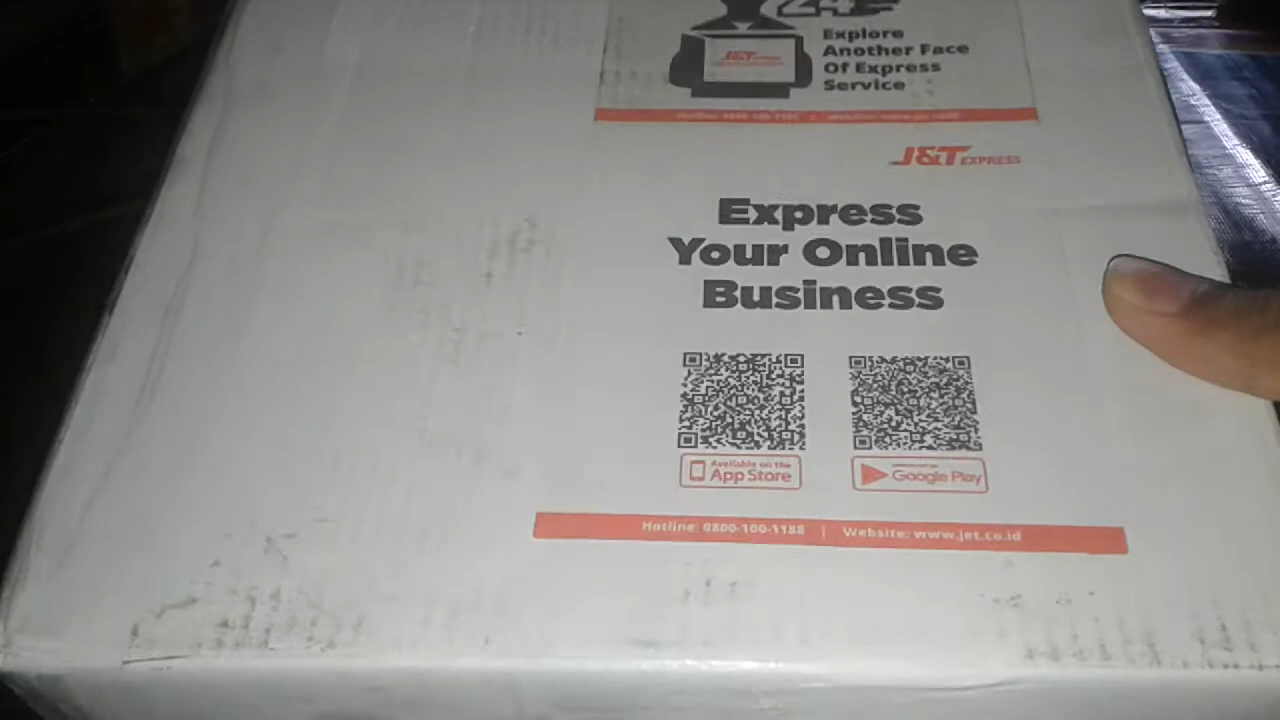 24
Explore
Another Face
Of Express
Service
J&T
J&T EXPRESS
Express
Your Online
Business
Available on the
App Store
Google Play
Hotline: 0800-100-1188 | Website: www.jet.co.id